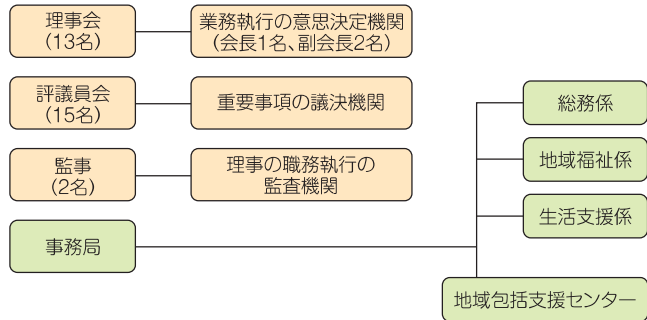 理事会
(13名)
業務執行の意思決定機関
(会長1名、副会長2名)
評議員会
(15名)
重要事項の議決機関
監事
(2名)
理事の職務執行の
監査機関
事務局
総務係
地域福祉係
生活支援係
地域包括支援センター